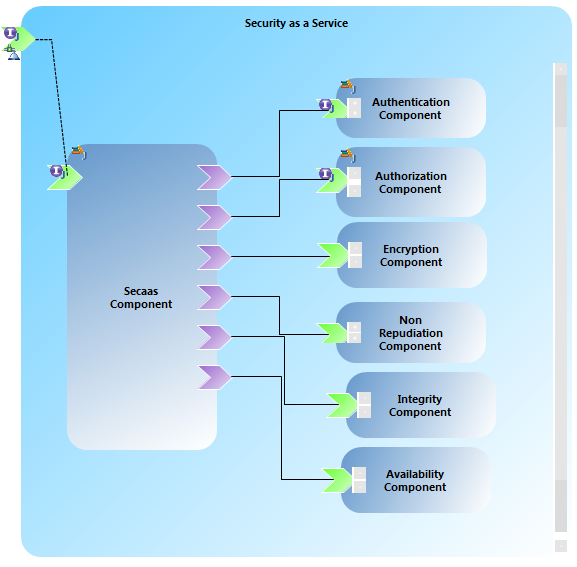 Security as a Service
Authentication
Component
Authorization
Component
Encryption
Component
Secaas
Component
Non
Repudiation
Component
Integrity
Component
Availability
Component